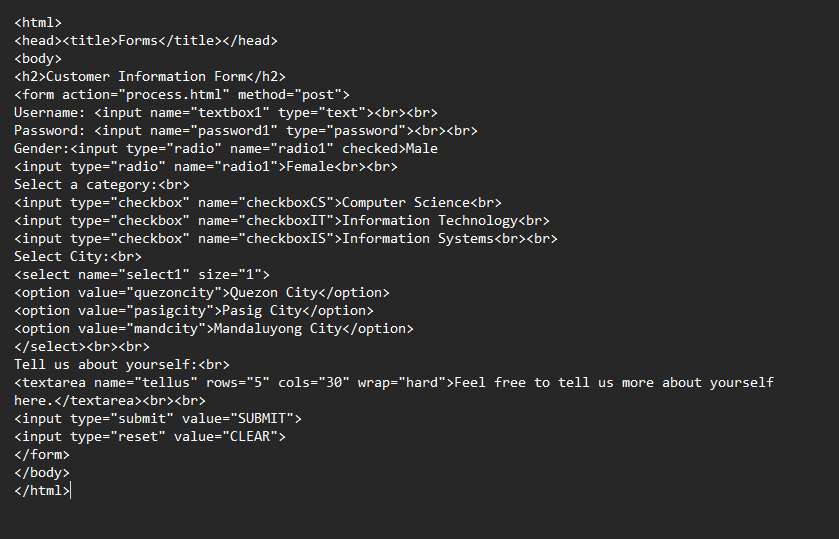 <html>
<head><title>Forms</title></head>
<body>
<h2>Customer Information Form</h2>
<form action="process.html" method="post">
Username: <input name="textbox1" type="text"><br><br>
Password: <input name="password1" type="password"><br><br>
Gender:<input type="radio" name="radio1" checked>Male
<input type="radio" name="radio1">Female<br><br>
Select a category:<br>
<input type="checkbox" name="checkboxCS">Computer Science<br>
<input type="checkbox" name="checkboxIT">Information Technology<br>
<input type="checkbox" name="checkboxIS">Information Systems<br><br>
Select City:<br>
<select name="select1" size="1">
<option value="quezoncity">Quezon City</option>
<option value="pasigcity">Pasig City</option>
<option value="mandcity">Mandaluyong City</option>
</select><br><br>
Tell us about yourself:<br>
<textarea name="tellus" rows="5" cols="30" wrap="hard">Feel free to tell us more about yourself
here.</textarea><br><br>
<input type="submit" value="SUBMIT">
<input type="reset" value="CLEAR">
</form>
</body>
</html>